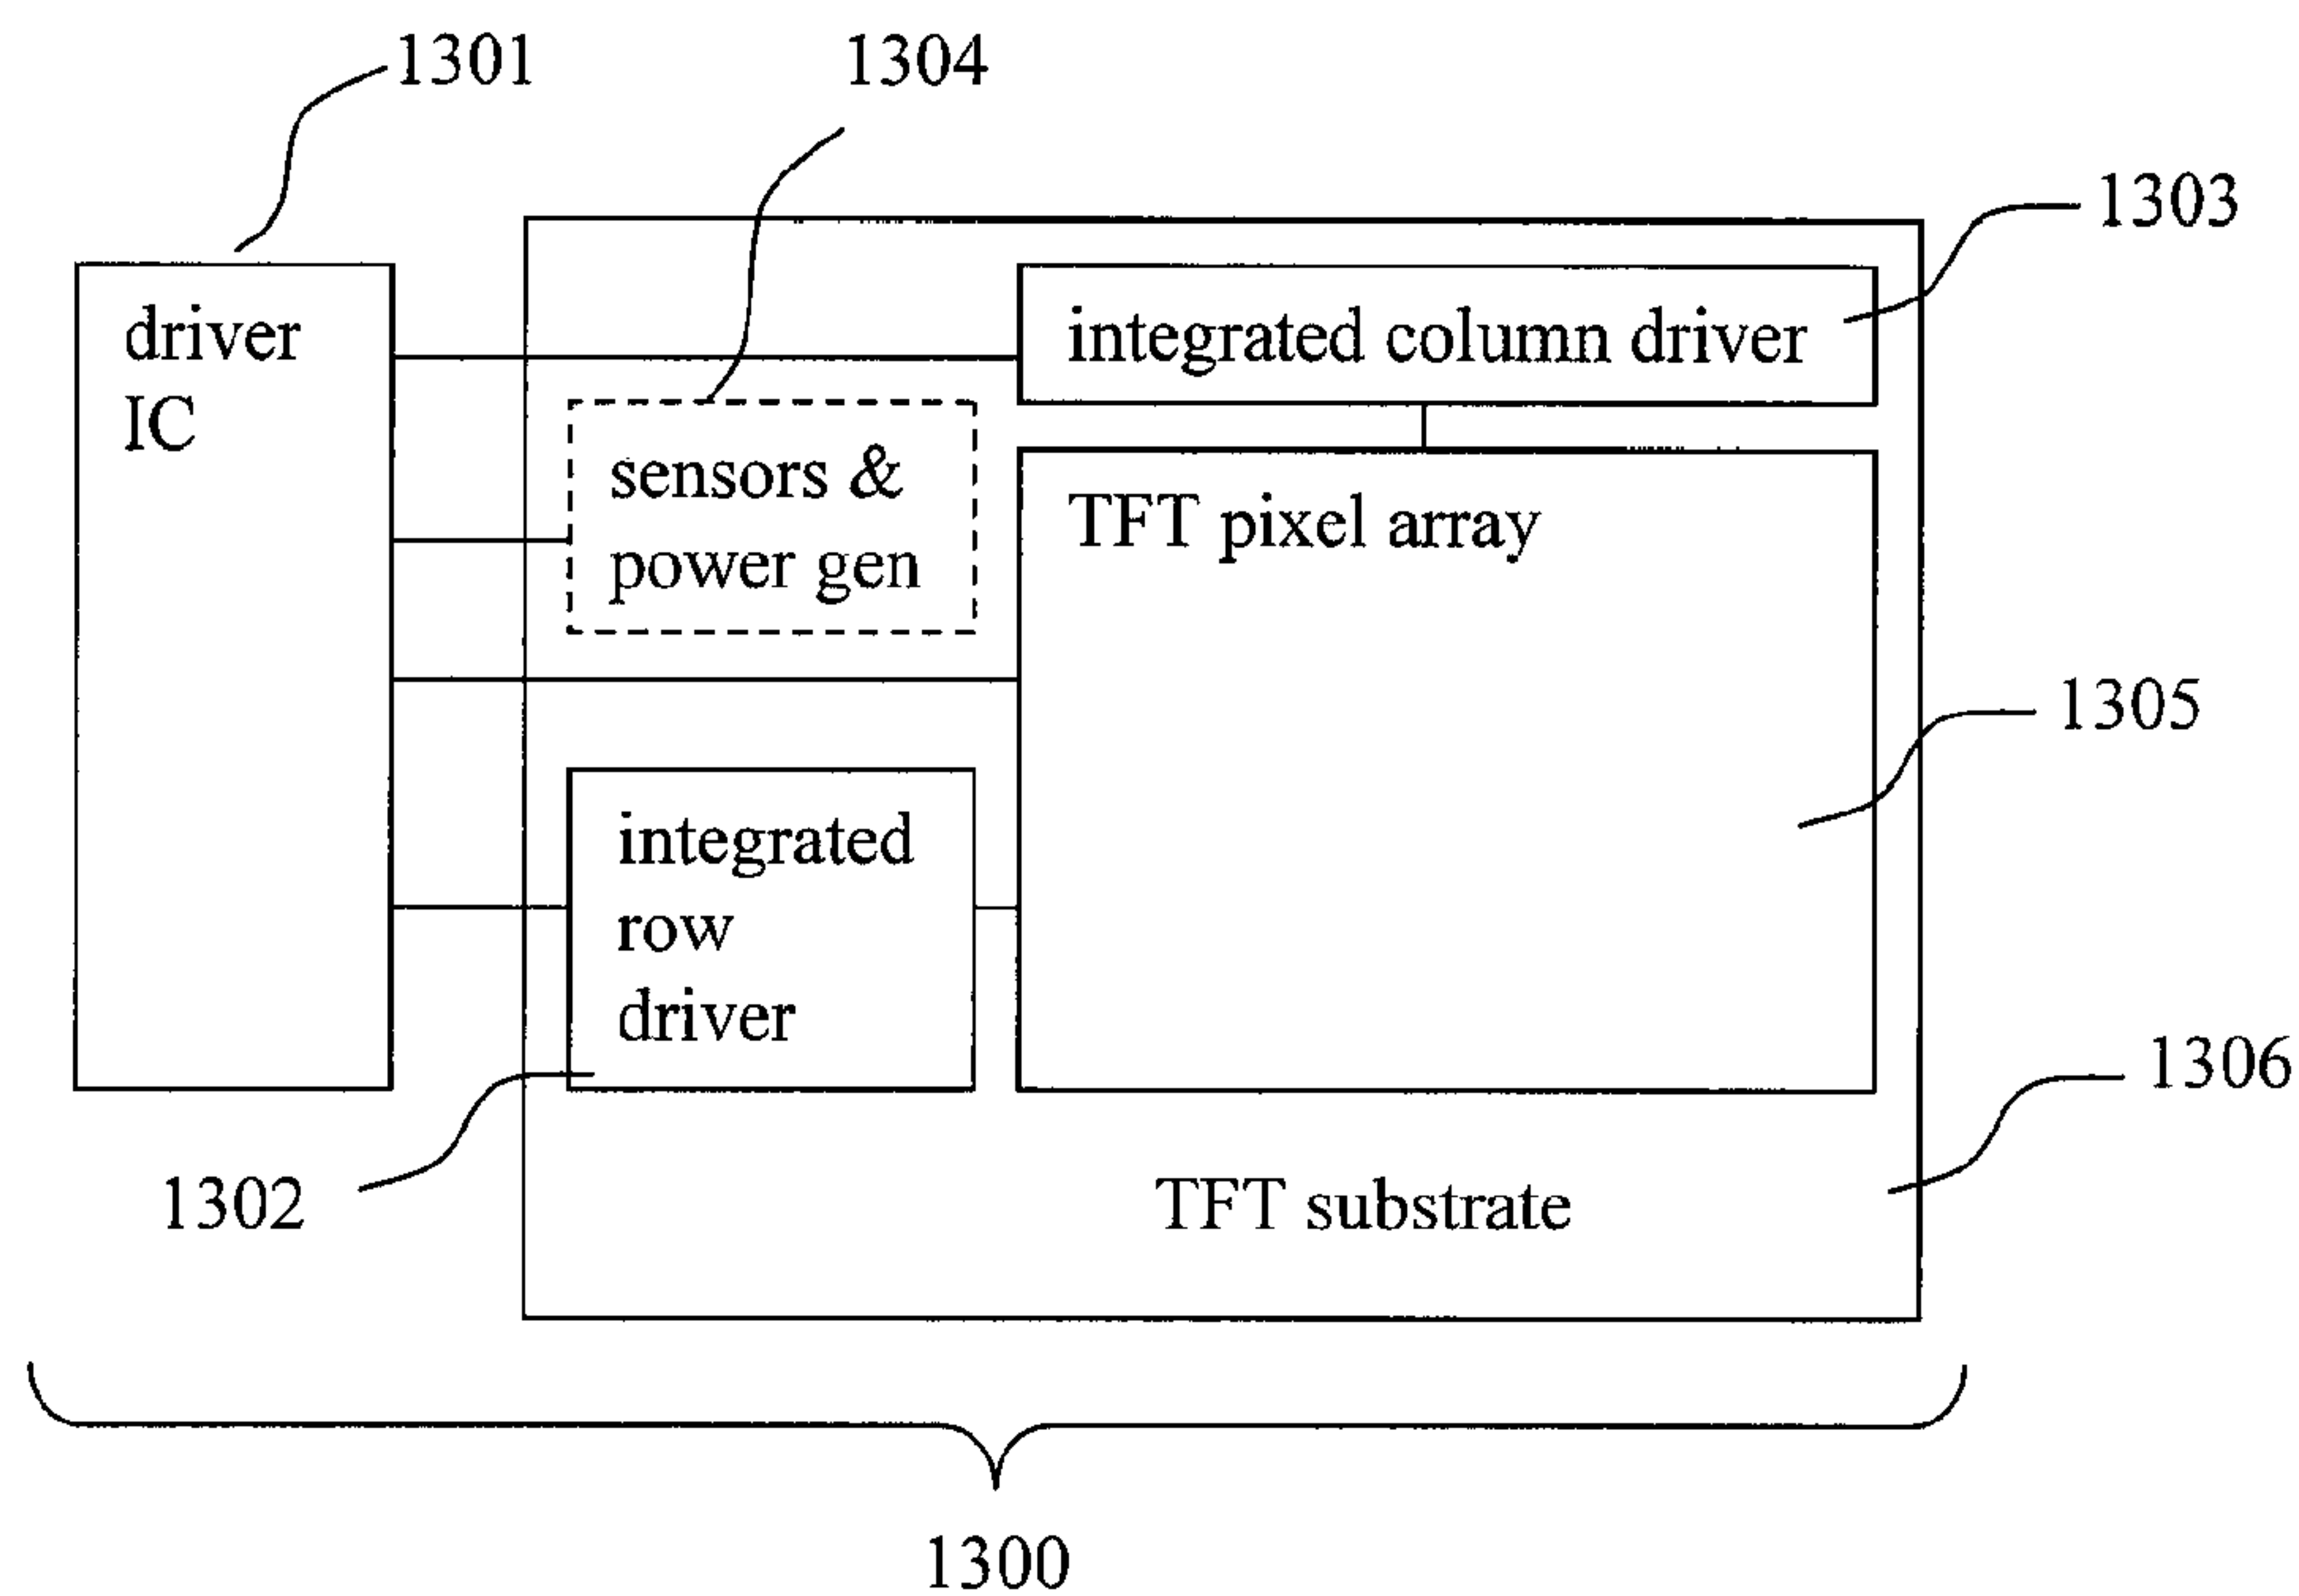 1301
1304
1303
driver
IC
integrated column driver
sensors &
power gen
TFT pixel array
1305
integrated
row
driver
1306
1302
TFT substrate
1300